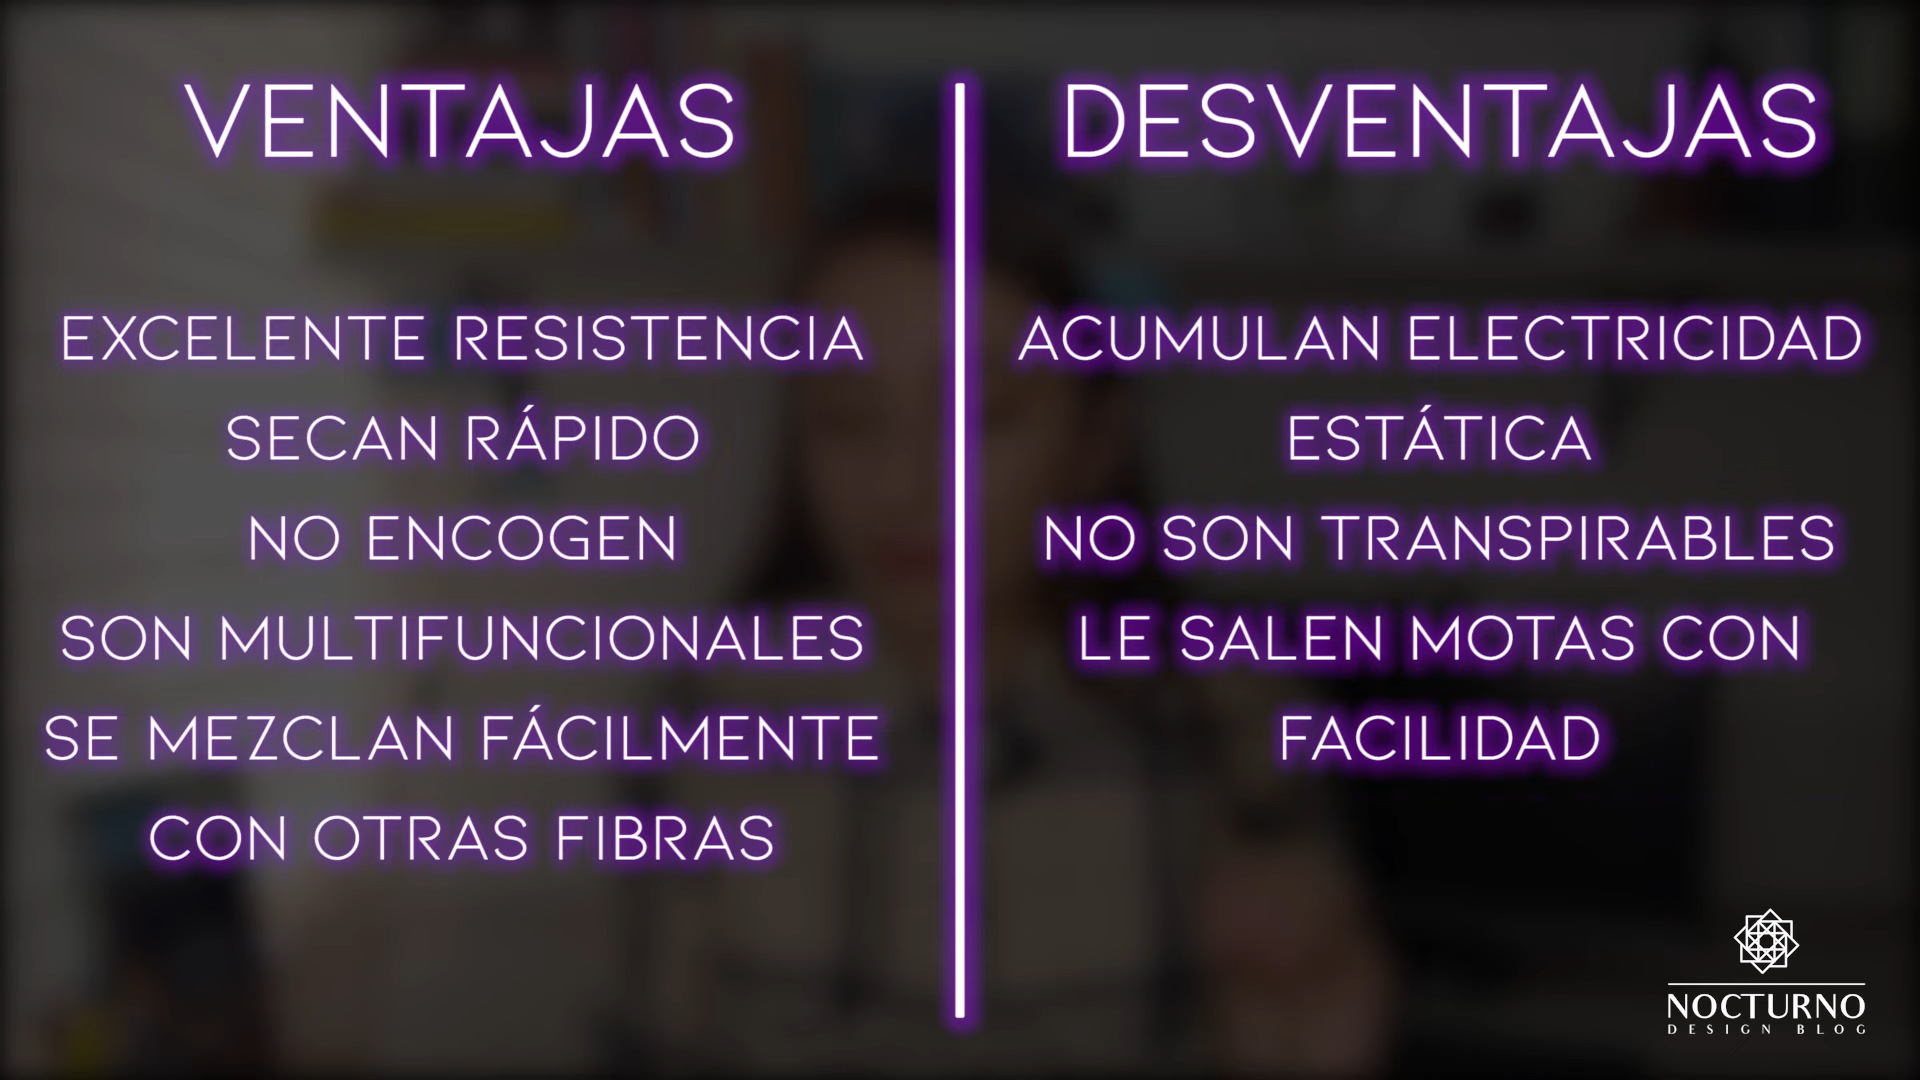 VENTAJAS
EXCELENTE RESISTENCIA
SECAN RÁPIDO
NO ENCOGEN
SON MULTIFUNCIONALES
SE MEZCLAN FÁCILMENTE
CON OTRAS FIBRAS
DESVENTAJAS
ACUMULAN ELECTRICIDAD
ESTÁTICA
NO SON TRANSPIRABLES
LE SALEN MOTAS CON
FACILIDAD
NOCTURNO
DESIGN BLOG